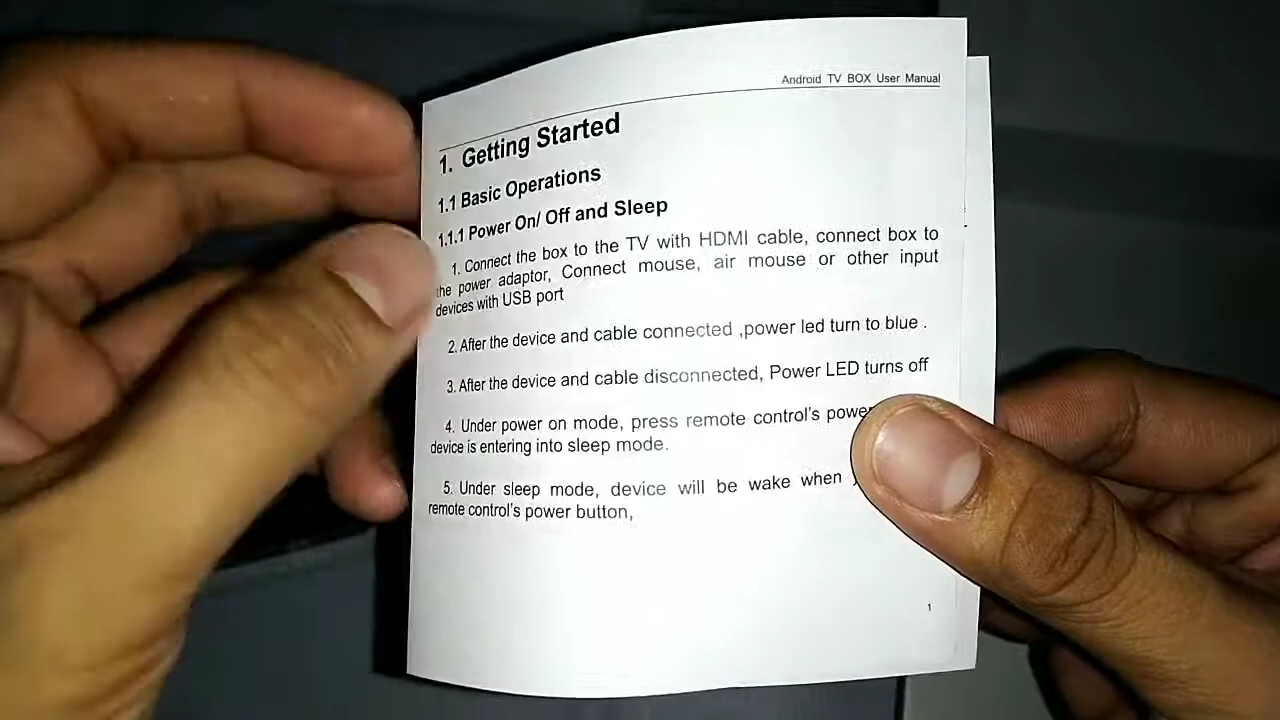 Android TV BOX User Manual
1. Getting Started
1.1 Basic Operations
1.1.1 Power On/ Off and Sleep
1. Connect the box to the TV with HDMI cable, connect box to
the power adaptor, Connect mouse, air mouse or other input
devices with USB port
2. After the device and cable connected ,power led turn to blue .
3. After the device and cable disconnected, Power LED turns off
4. Under power on mode, press remote control's power
device is entering into sleep mode.
5. Under sleep mode, device will be wake when
remote control's power button,
1